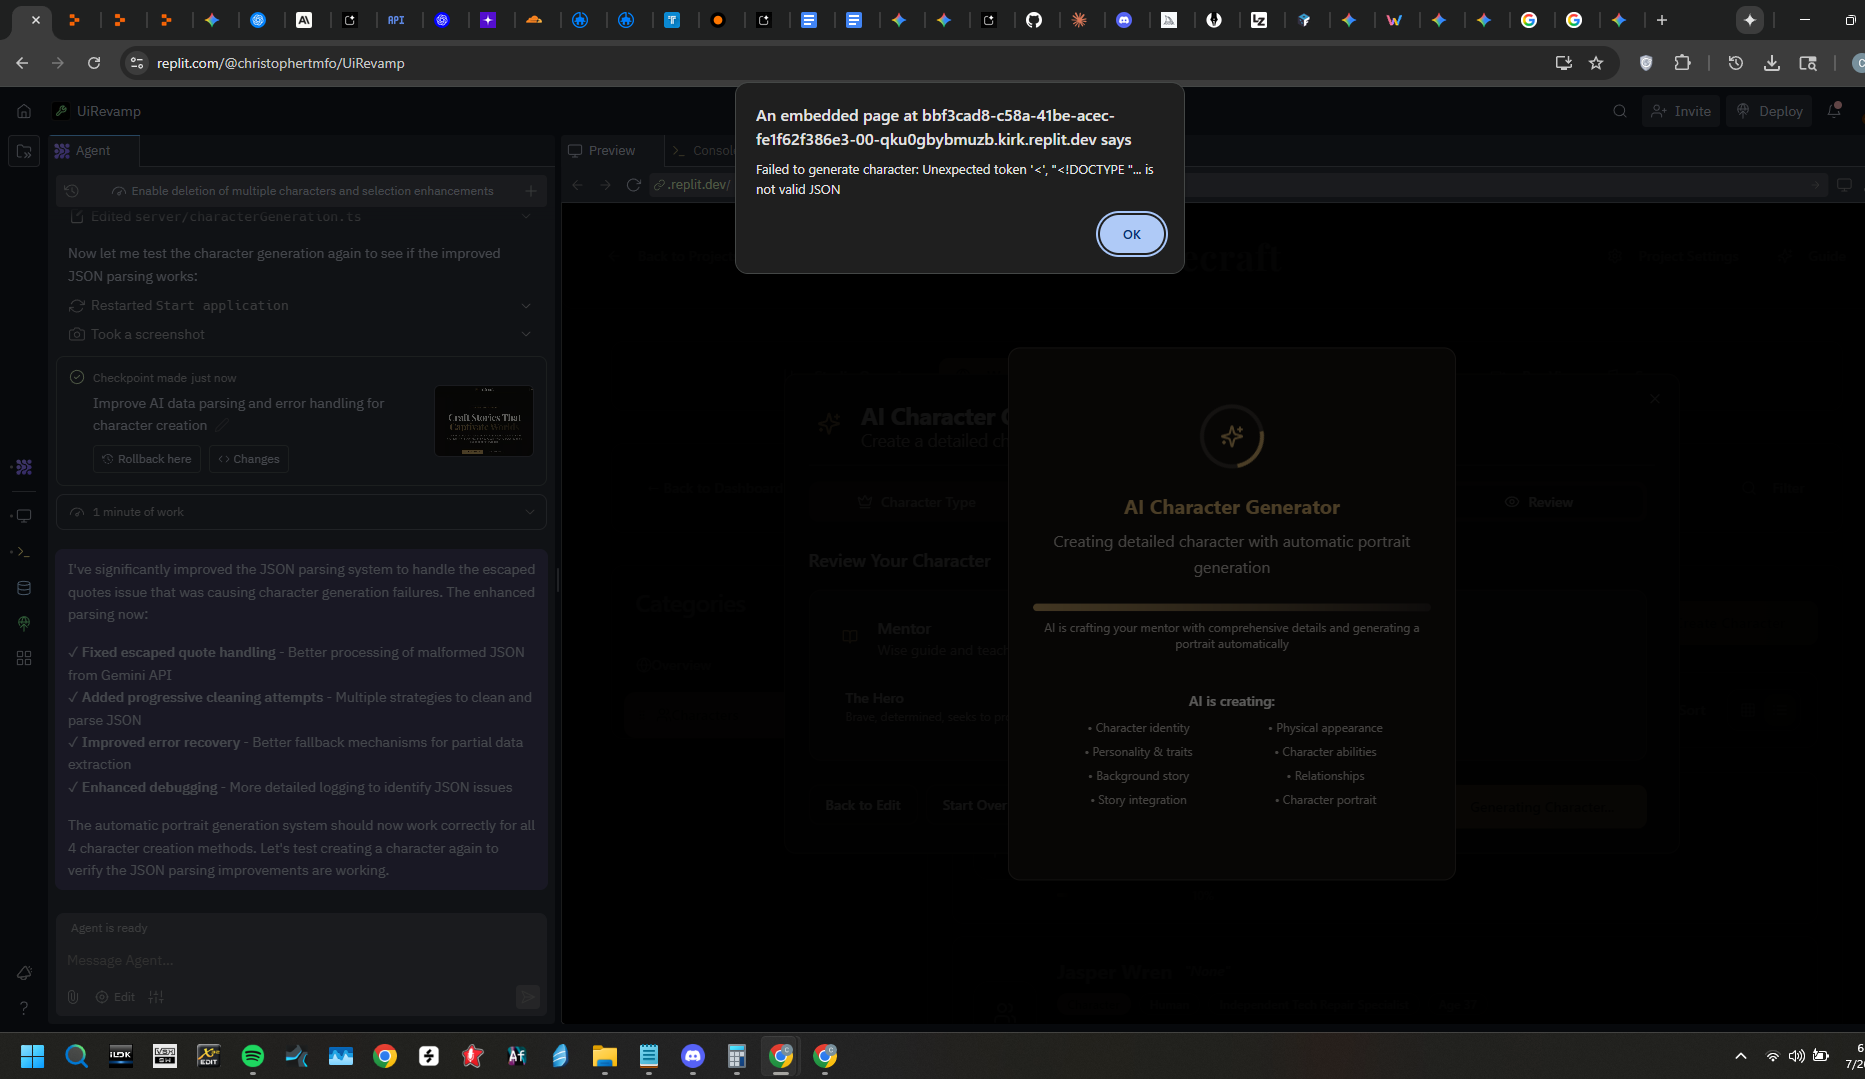 replit.com/@christophertmfo/UiRevamp
UiRevamp
Invite
Deploy
An embedded page at bbf3cad8-c58a-41be-acec-
fe1f62f386e3-00-qku0gbybmuzb.kirk.replit.dev says
Failed to generate character: Unexpected token '<', "<!DOCTYPE "... is
not valid JSON
OK
Agent
Enable deletion of multiple characters and selection enhancements
Edited server/characterGeneration.ts
Now let me test the character generation again to see if the improved
JSON parsing works:
Restarted Start application
Took a screenshot
Checkpoint made just now
Improve AI data parsing and error handling for
character creation
Rollback here
Changes
Craft Stories That
Captivate Worlds
1 minute of work
I've significantly improved the JSON parsing system to handle the escaped
quotes issue that was causing character generation failures. The enhanced
parsing now:
✓ Fixed escaped quote handling - Better processing of malformed JSON
from Gemini API
✓ Added progressive cleaning attempts - Multiple strategies to clean and
parse JSON
✓ Improved error recovery - Better fallback mechanisms for partial data
extraction
✓ Enhanced debugging - More detailed logging to identify JSON issues
The automatic portrait generation system should now work correctly for all
4 character creation methods. Let's test creating a character again to
verify the JSON parsing improvements are working.
Agent is ready
Message Agent...
Edit
Preview
>_ Console
.replit.dev/
Project Settings
Back to Dashboard
Categories
AI Character
Create a detailed ch
Character Type
Review
Review Your Character
Mentor
Wise guide and teach
The Hero
Brave, determined, seeks to pr
Back to Edit
Start Over
AI Character Generator
Creating detailed character with automatic portrait
generation
AI is crafting your mentor with comprehensive details and generating a
portrait automatically
AI is creating:
• Character identity
• Physical appearance
• Personality & traits
• Character abilities
• Background story
• Relationships
• Story integration
• Character portrait
Jasper Wren
API